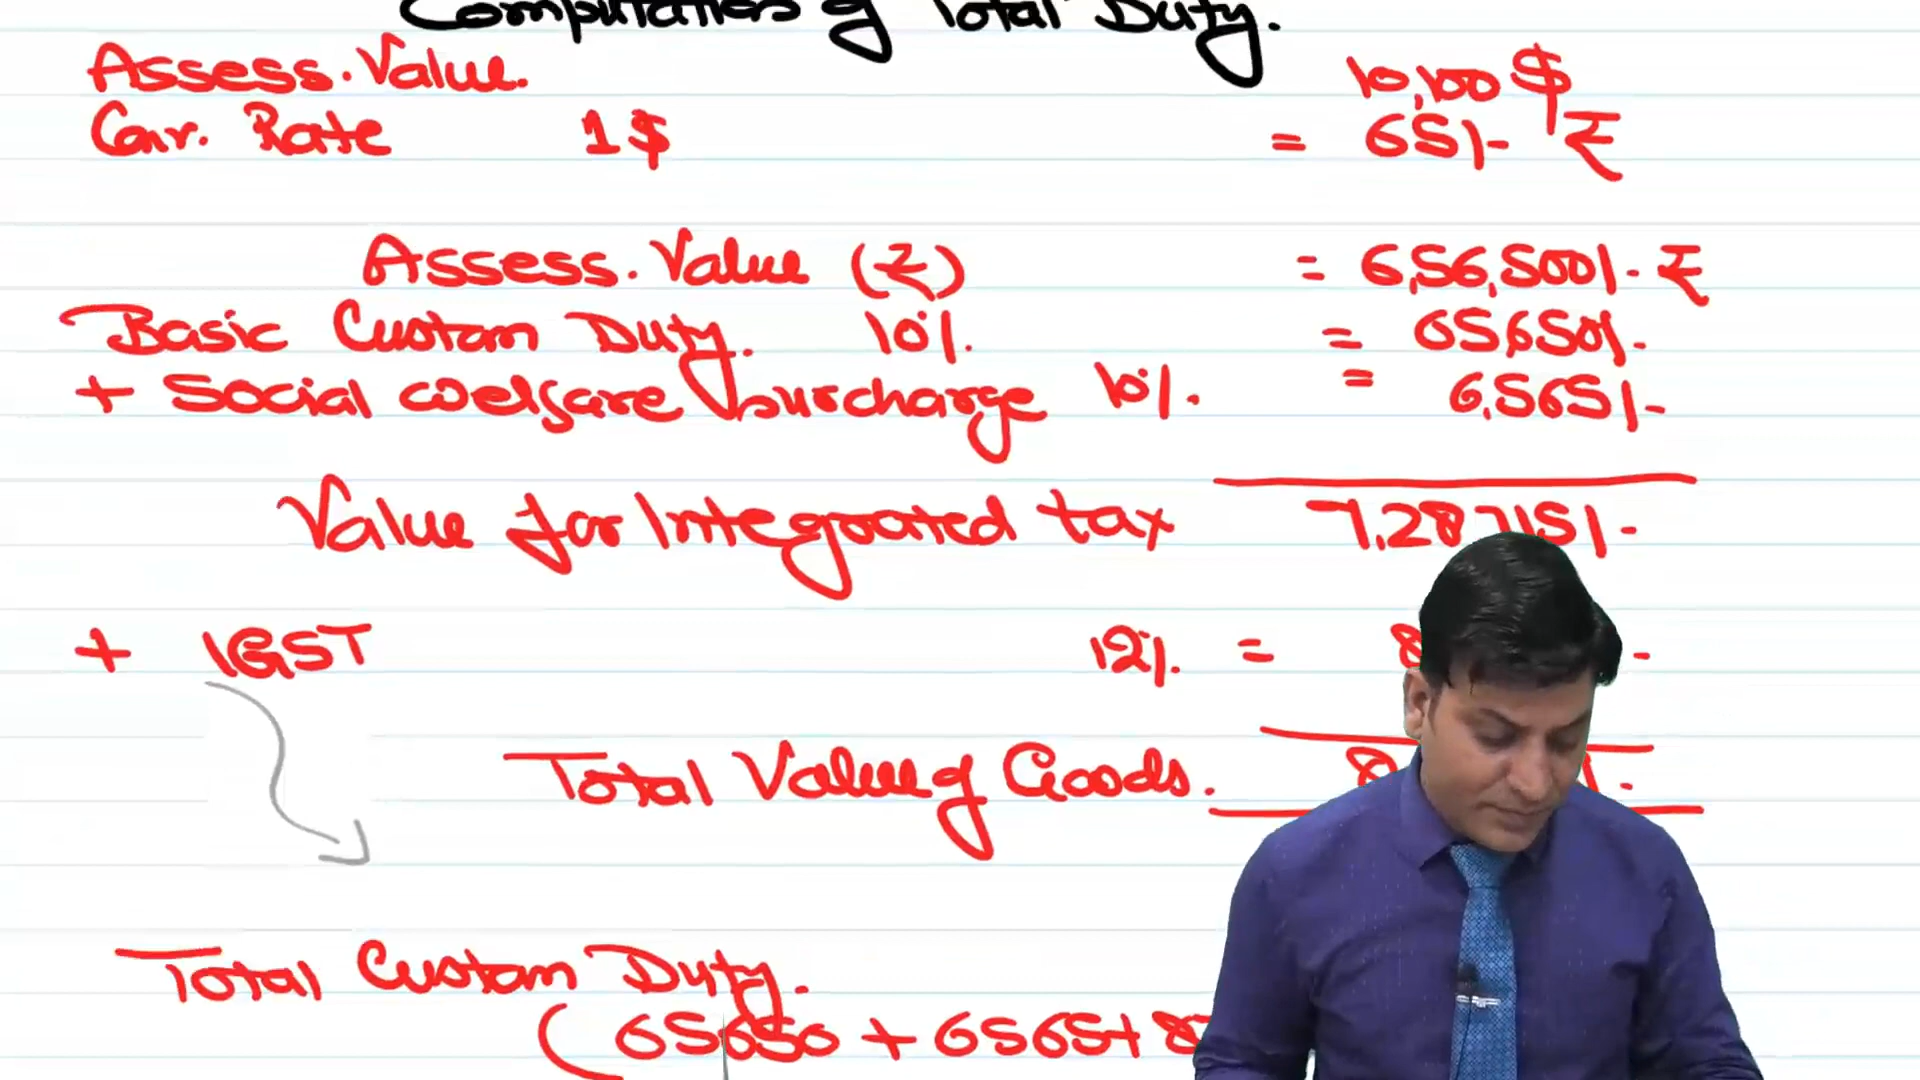 Computation of Total Duty.
Assess. Value. 10,100 $
Con. Rate 1 $ = 65/- ₹
Assess. Value (₹) = 6,56,500/- ₹
Basic Custom Duty. 10%. = 65,650/-
+ Social Welfare Surcharge 10%. = 6,565/-
Value for Integrated tax 7,28,715/-
+ IGST 12%. =
Total Value of Goods.
Total Custom Duty.
(65650 + 6565 +